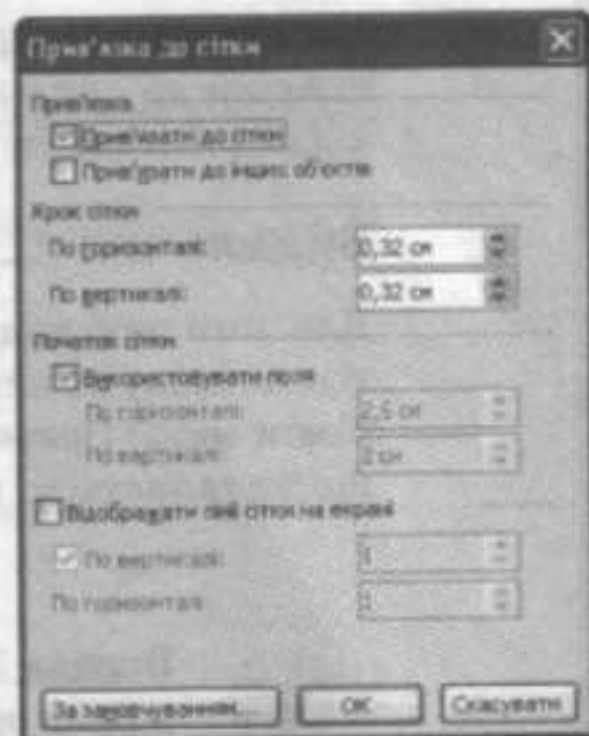 Прив'язка до сітки
Прив'язка
Прив'язати до сітки
Прив'язати до інших об'єктів
Крок сітки
По горизонталі: 0,32 см
По вертикалі: 0,32 см
Початок сітки
Використовувати поля
По горизонталі: 2,5 см
По вертикалі: 2 см
Відображати лінії сітки на екрані
По вертикалі: 1
По горизонталі 1
За замовчуванням... ОК Скасувати